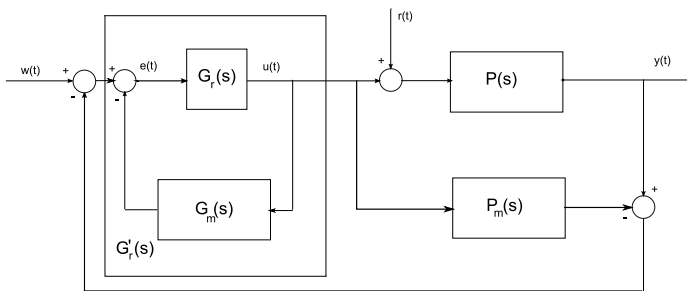 r(t)
w(t)
+
-
+
-
e(t)
G_r(s)
u(t)
+
P(s)
y(t)
G_m(s)
G'_r(s)
P_m(s)
+
-